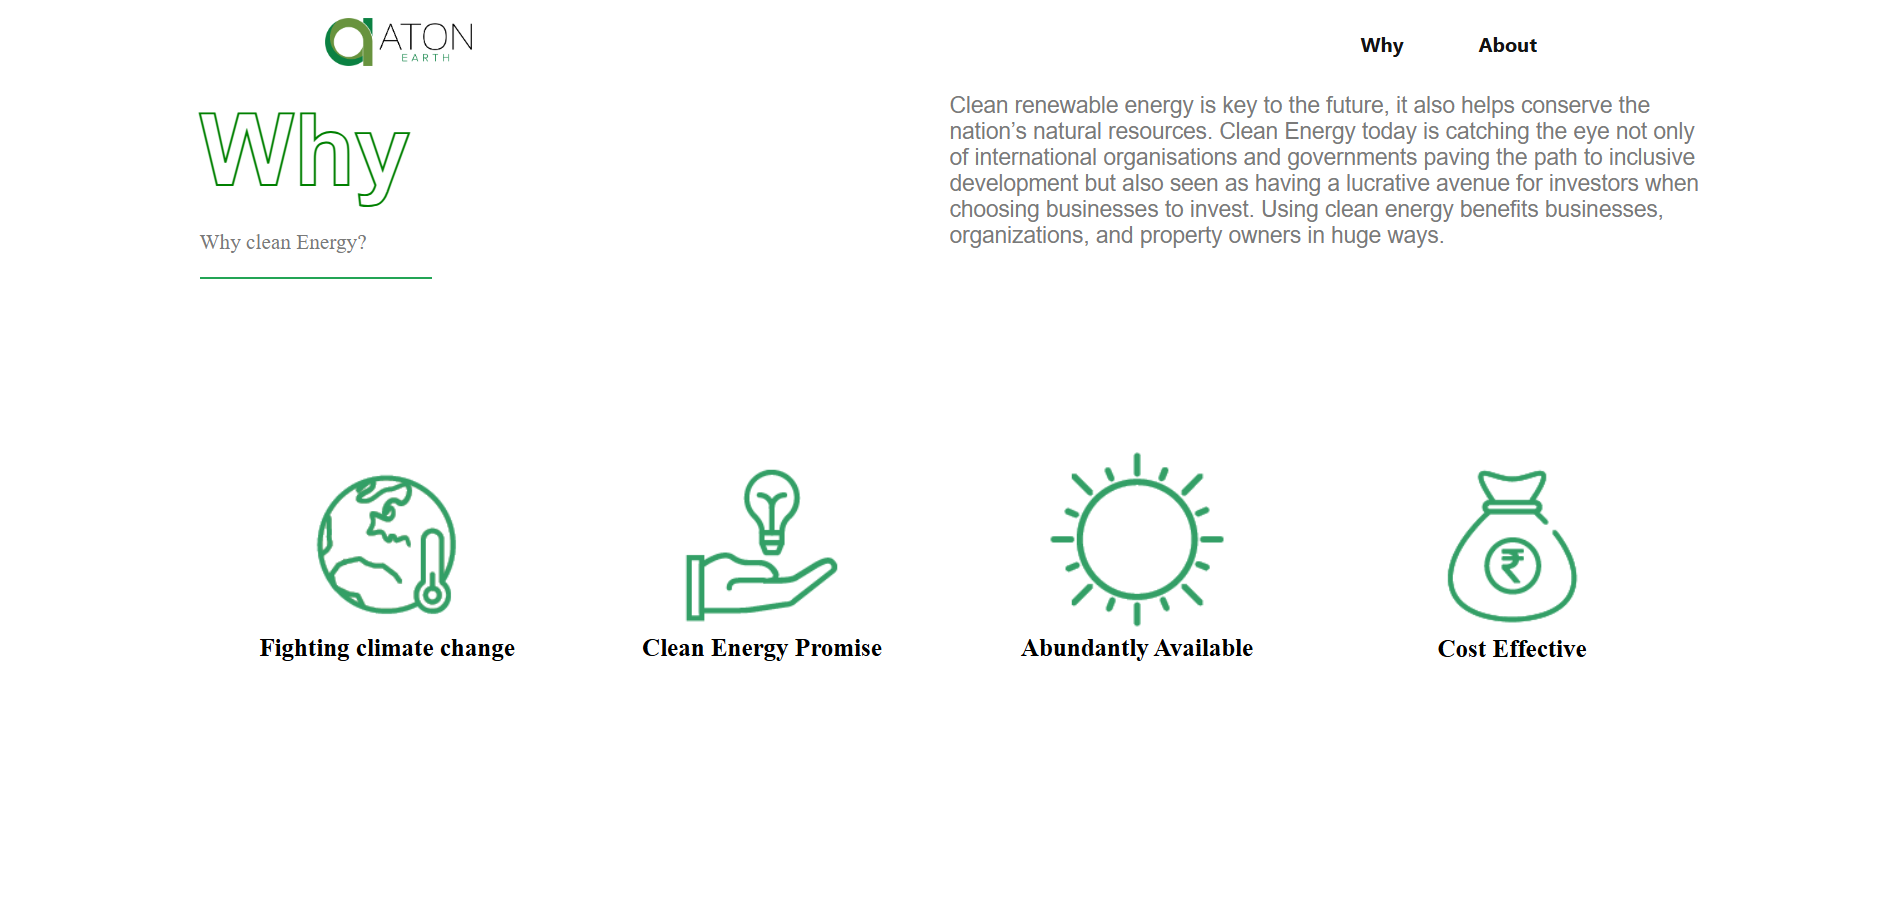 a ATON
EARTH
Why
About
Why
Why clean Energy?
Clean renewable energy is key to the future, it also helps conserve the
nation’s natural resources. Clean Energy today is catching the eye not only
of international organisations and governments paving the path to inclusive
development but also seen as having a lucrative avenue for investors when
choosing businesses to invest. Using clean energy benefits businesses,
organizations, and property owners in huge ways.
₹
Fighting climate change
Clean Energy Promise
Abundantly Available
Cost Effective